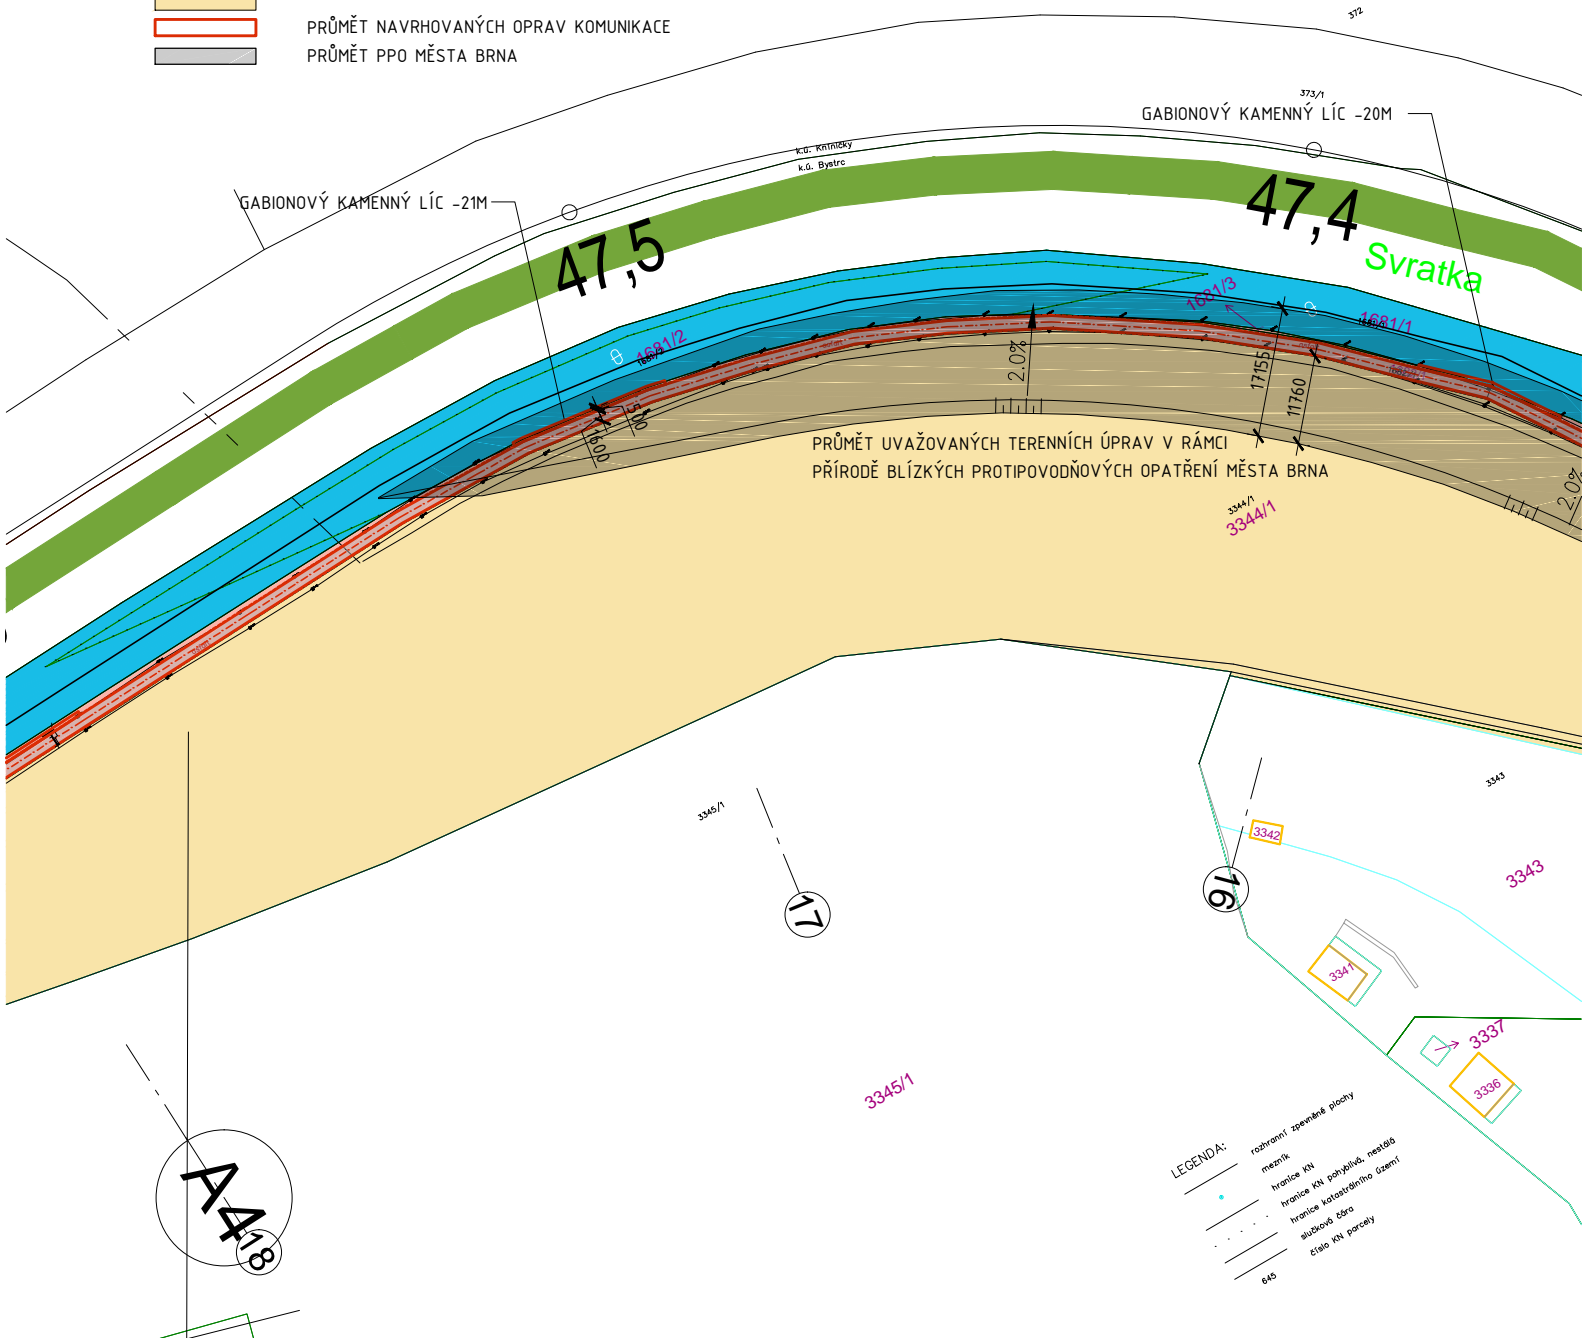 PRŮMĚT NAVRHOVANÝCH OPRAV KOMUNIKACE
PRŮMĚT PPO MĚSTA BRNA
372
373/1
GABIONOVÝ KAMENNÝ LÍC -20M
k.ú. Kníničky
k.ú. Bystrc
GABIONOVÝ KAMENNÝ LÍC -21M
47,5
47,4
Svratka
1681/2
1681/3
1681/1
2.0%
17155
11760
500
1600
PRŮMĚT UVAŽOVANÝCH TERENNÍCH ÚPRAV V RÁMCI
PŘÍRODĚ BLÍZKÝCH PROTIPOVODŇOVÝCH OPATŘENÍ MĚSTA BRNA
2.0%
3344/1
3344/1
3345/1
3343
3342
3343
17
16
3341
3337
3336
3345/1
A4
18
LEGENDA:
rozhranní zpevněné plochy
mezník
hranice KN
hranice KN pohyblivá, nestálá
hranice katastrálního území
slučková čára
číslo KN parcely
645